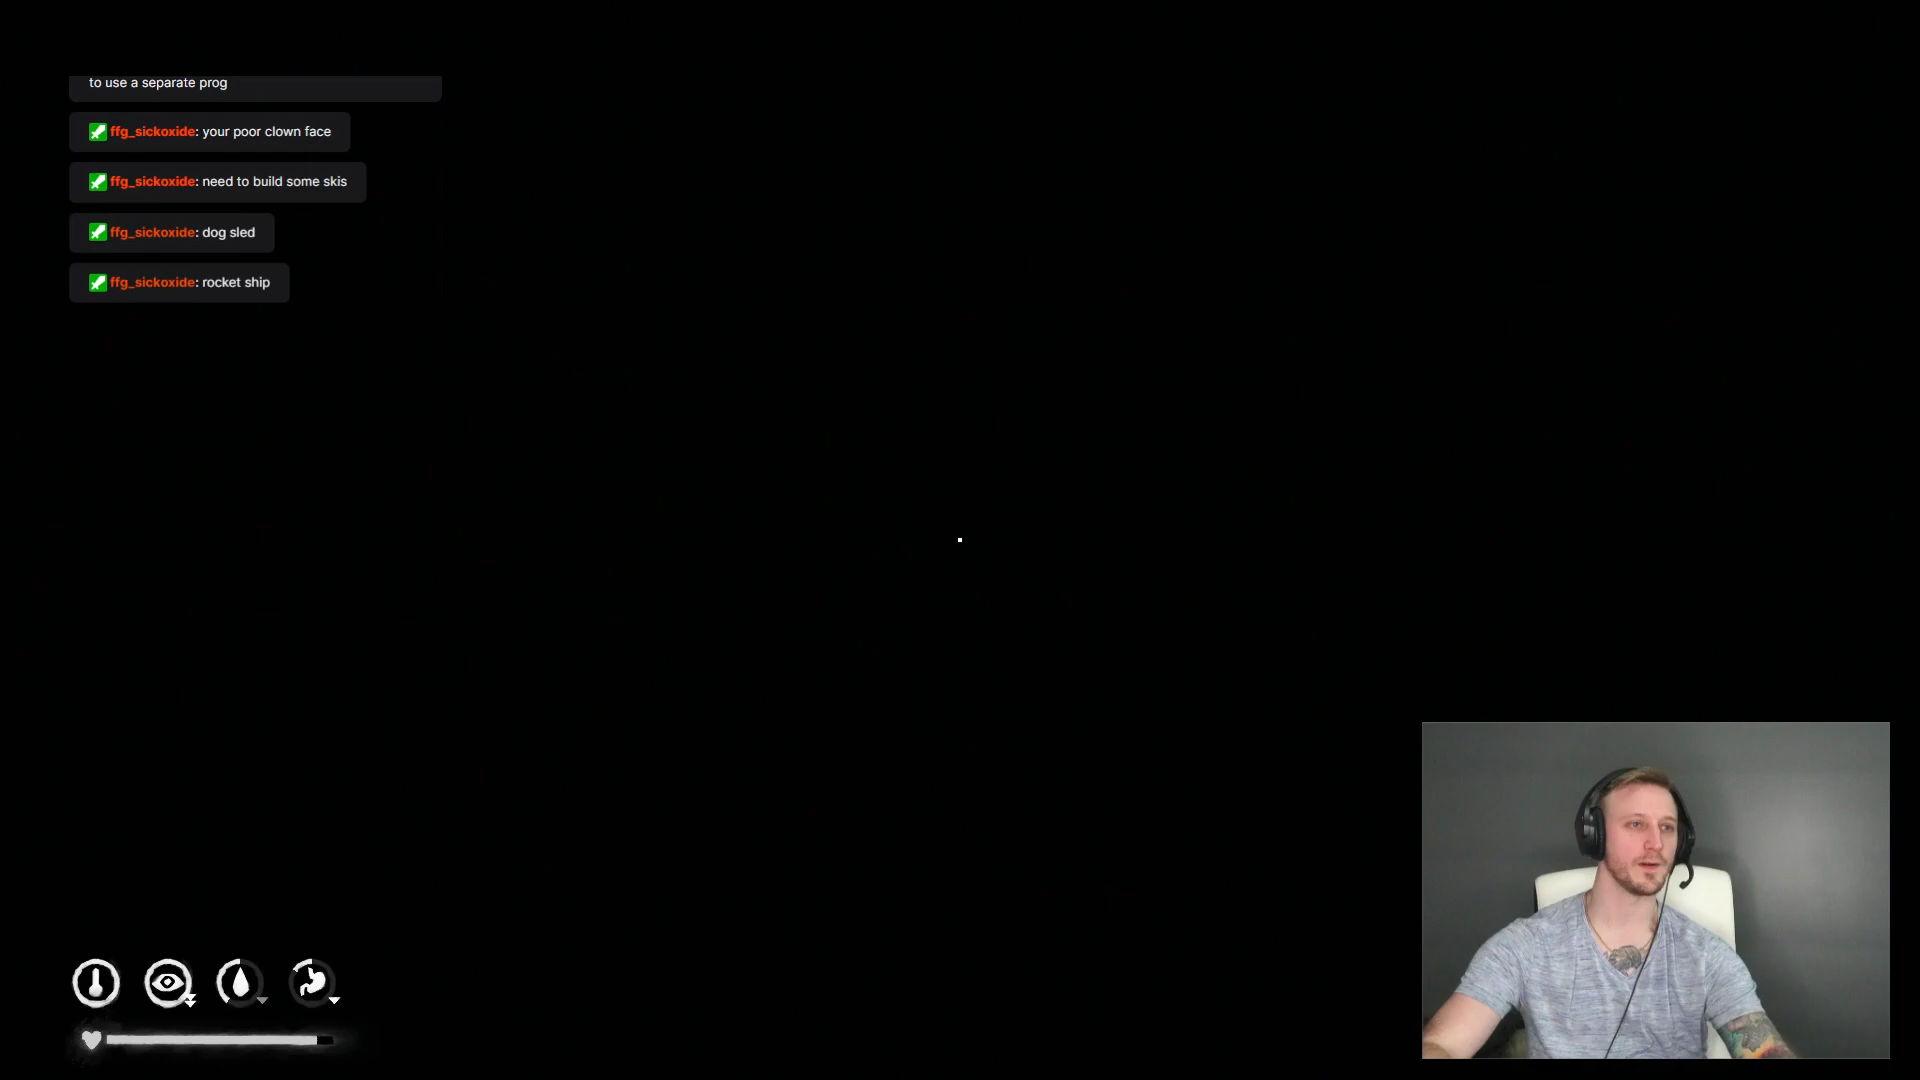 to use a separate prog
ffg_sickoxide: your poor clown face
ffg_sickoxide: need to build some skis
ffg_sickoxide: dog sled
ffg_sickoxide: rocket ship